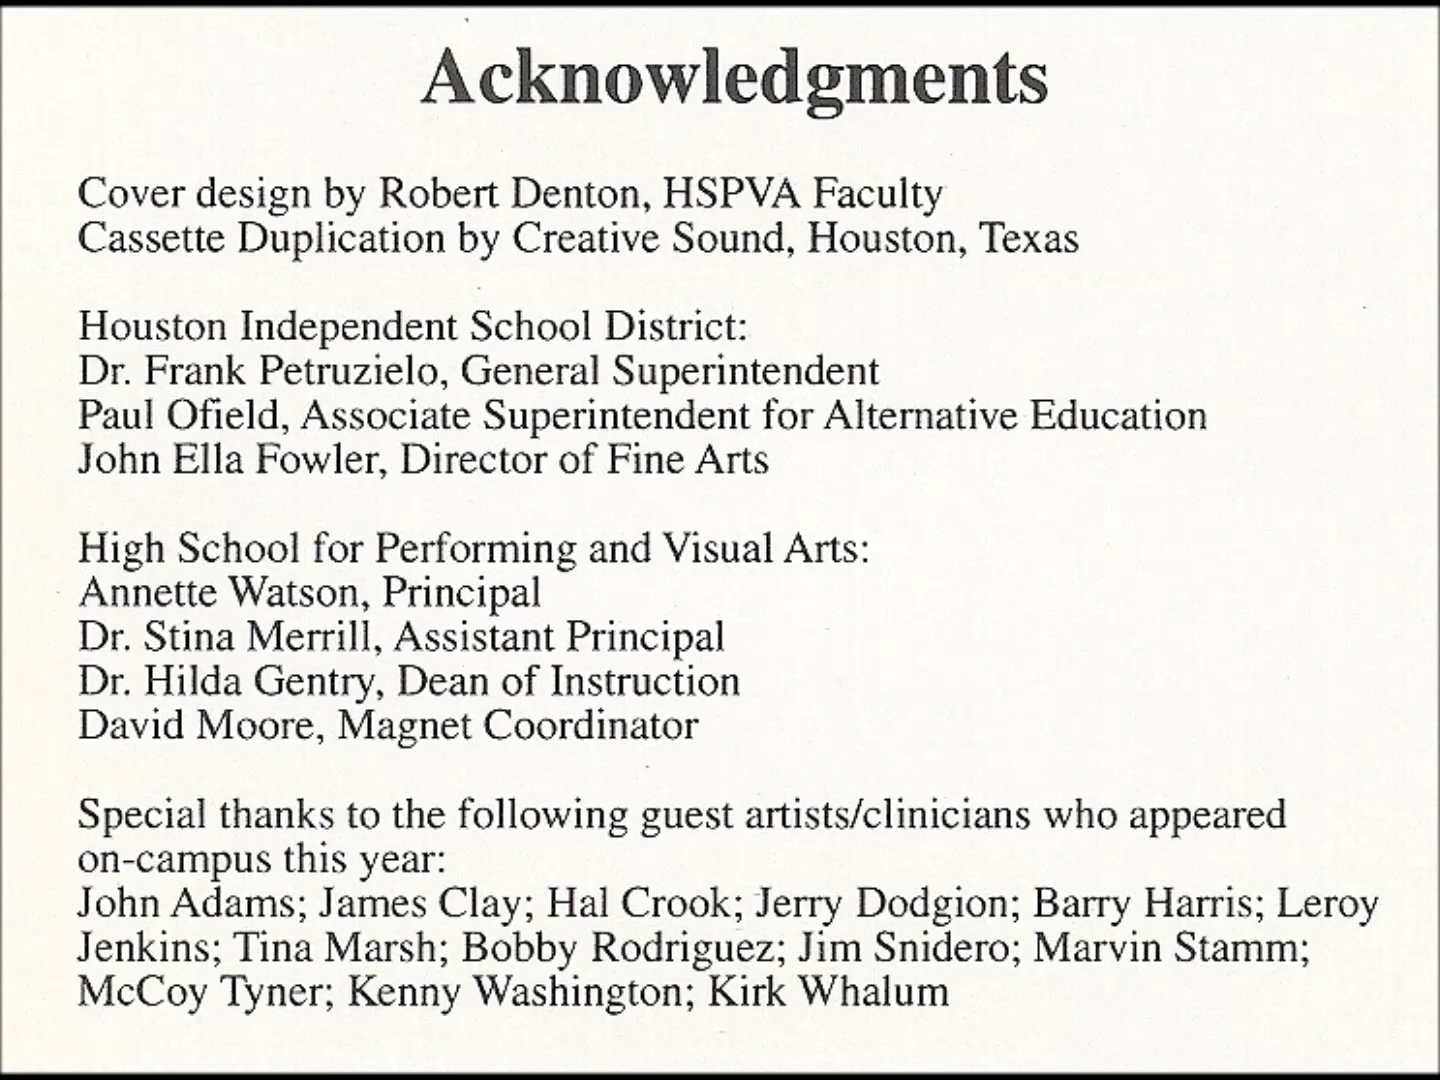 Acknowledgments
Cover design by Robert Denton, HSPVA Faculty
Cassette Duplication by Creative Sound, Houston, Texas
Houston Independent School District:
Dr. Frank Petruzielo, General Superintendent
Paul Ofield, Associate Superintendent for Alternative Education
John Ella Fowler, Director of Fine Arts
High School for Performing and Visual Arts:
Annette Watson, Principal
Dr. Stina Merrill, Assistant Principal
Dr. Hilda Gentry, Dean of Instruction
David Moore, Magnet Coordinator
Special thanks to the following guest artists/clinicians who appeared
on-campus this year:
John Adams; James Clay; Hal Crook; Jerry Dodgion; Barry Harris; Leroy
Jenkins; Tina Marsh; Bobby Rodriguez; Jim Snidero; Marvin Stamm;
McCoy Tyner; Kenny Washington; Kirk Whalum